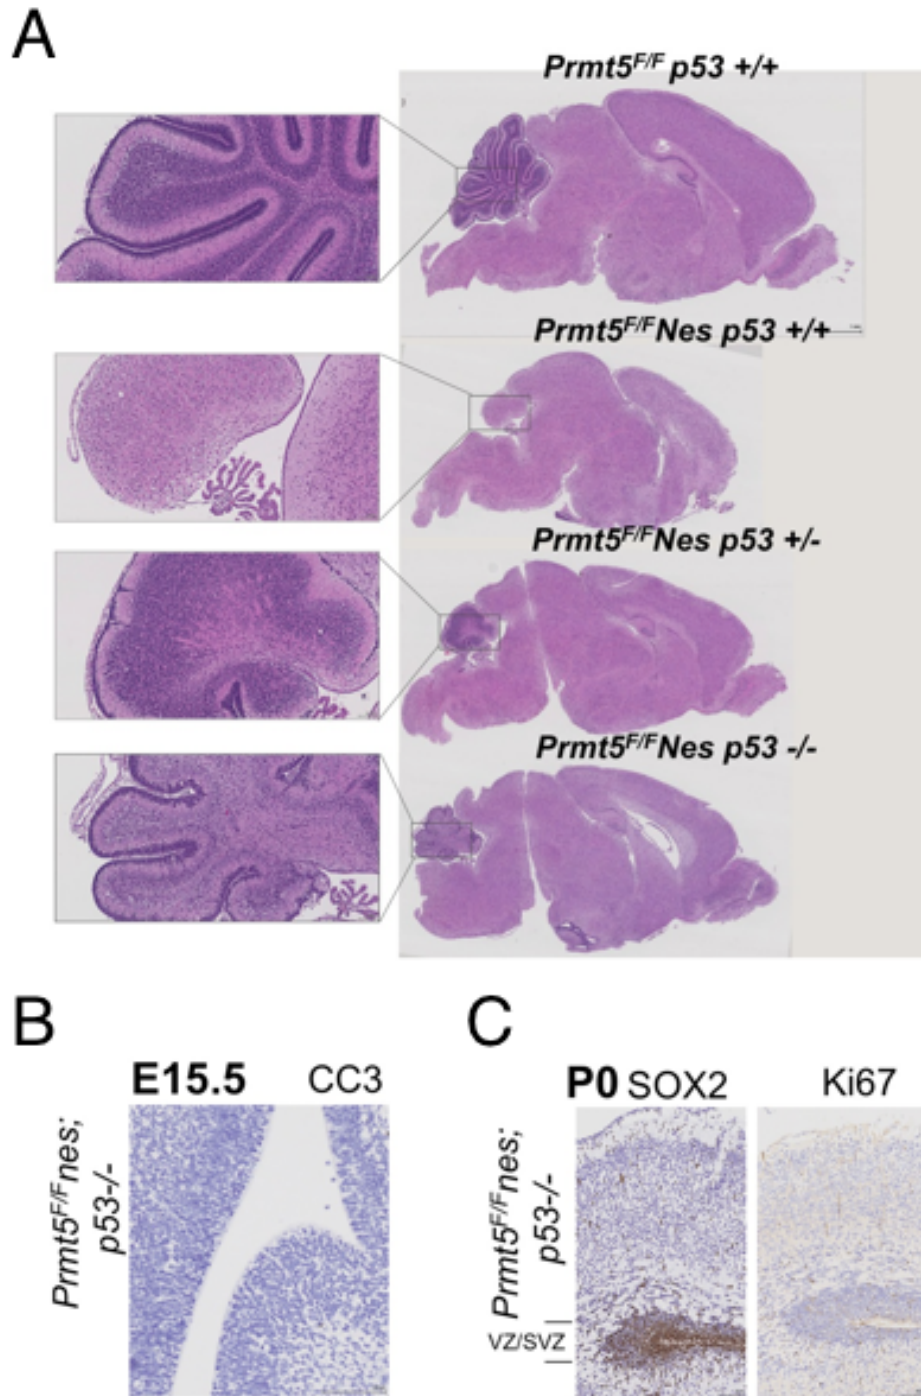 A
Prmt5F/F p53 +/+
Prmt5F/FNes p53 +/+
Prmt5F/FNes p53 +/-
Prmt5F/FNes p53 -/-
B
C
E15.5 CC3
P0 SOX2 Ki67
Prmt5F/Fnes;
p53-/-
Prmt5F/Fnes;
p53-/-
VZ/SVZ